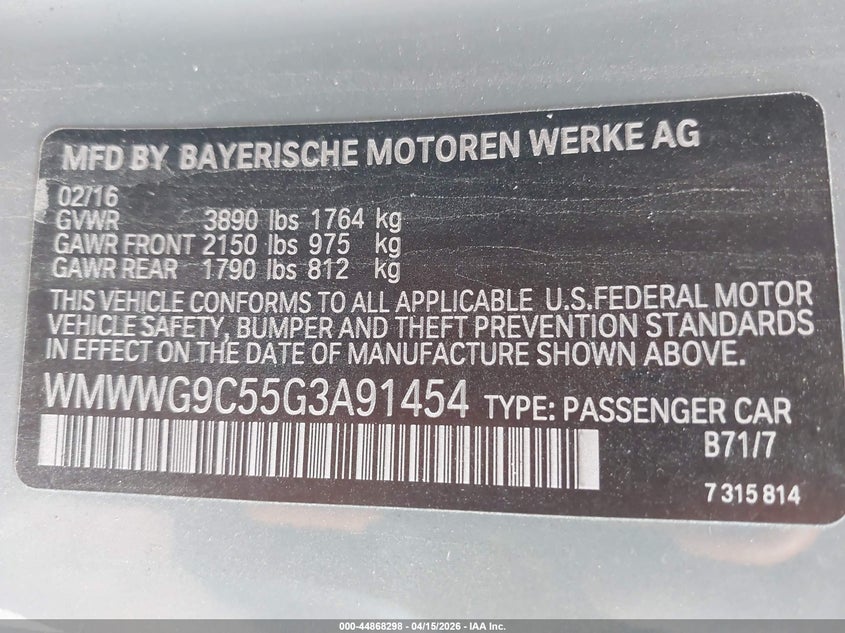 MFD BY BAYERISCHE MOTOREN WERKE AG
02/16
GVWR 3890 lbs 1764 kg
GAWR FRONT 2150 lbs 975 kg
GAWR REAR 1790 lbs 812 kg
THIS VEHICLE CONFORMS TO ALL APPLICABLE U.S.FEDERAL MOTOR
VEHICLE SAFETY, BUMPER AND THEFT PREVENTION STANDARDS
IN EFFECT ON THE DATE OF MANUFACTURE SHOWN ABOVE.
WMWWG9C55G3A91454 TYPE: PASSENGER CAR
B71/7
7 315 814
000-44868298 - 04/15/2026 - IAA Inc.